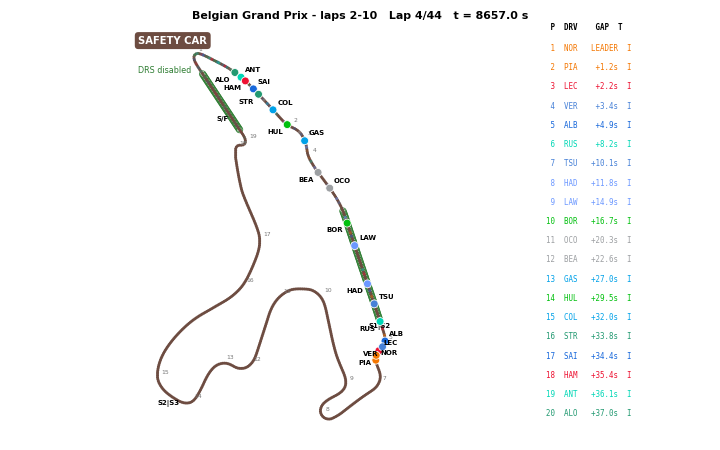 Belgian Grand Prix - laps 2-10   Lap 4/44   t = 8657.0 s
SAFETY CAR
DRS disabled
P DRV GAP T
1 NOR LEADER I
2 PIA +1.2s I
3 LEC +2.2s I
4 VER +3.4s I
5 ALB +4.9s I
6 RUS +8.2s I
7 TSU +10.1s I
8 HAD +11.8s I
9 LAW +14.9s I
10 BOR +16.7s I
11 OCO +20.3s I
12 BEA +22.6s I
13 GAS +27.0s I
14 HUL +29.5s I
15 COL +32.0s I
16 STR +33.8s I
17 SAI +34.4s I
18 HAM +35.4s I
19 ANT +36.1s I
20 ALO +37.0s I
ANT
ALO
SAI
HAM
STR
COL
S/F
2
HUL
GAS
19
4
BEA
OCO
BOR
LAW
17
16
HAD
10
TSU
S1|S2
RUS
ALB
LEC
VER
NOR
13
12
PIA
15
9
7
S2|S3
8